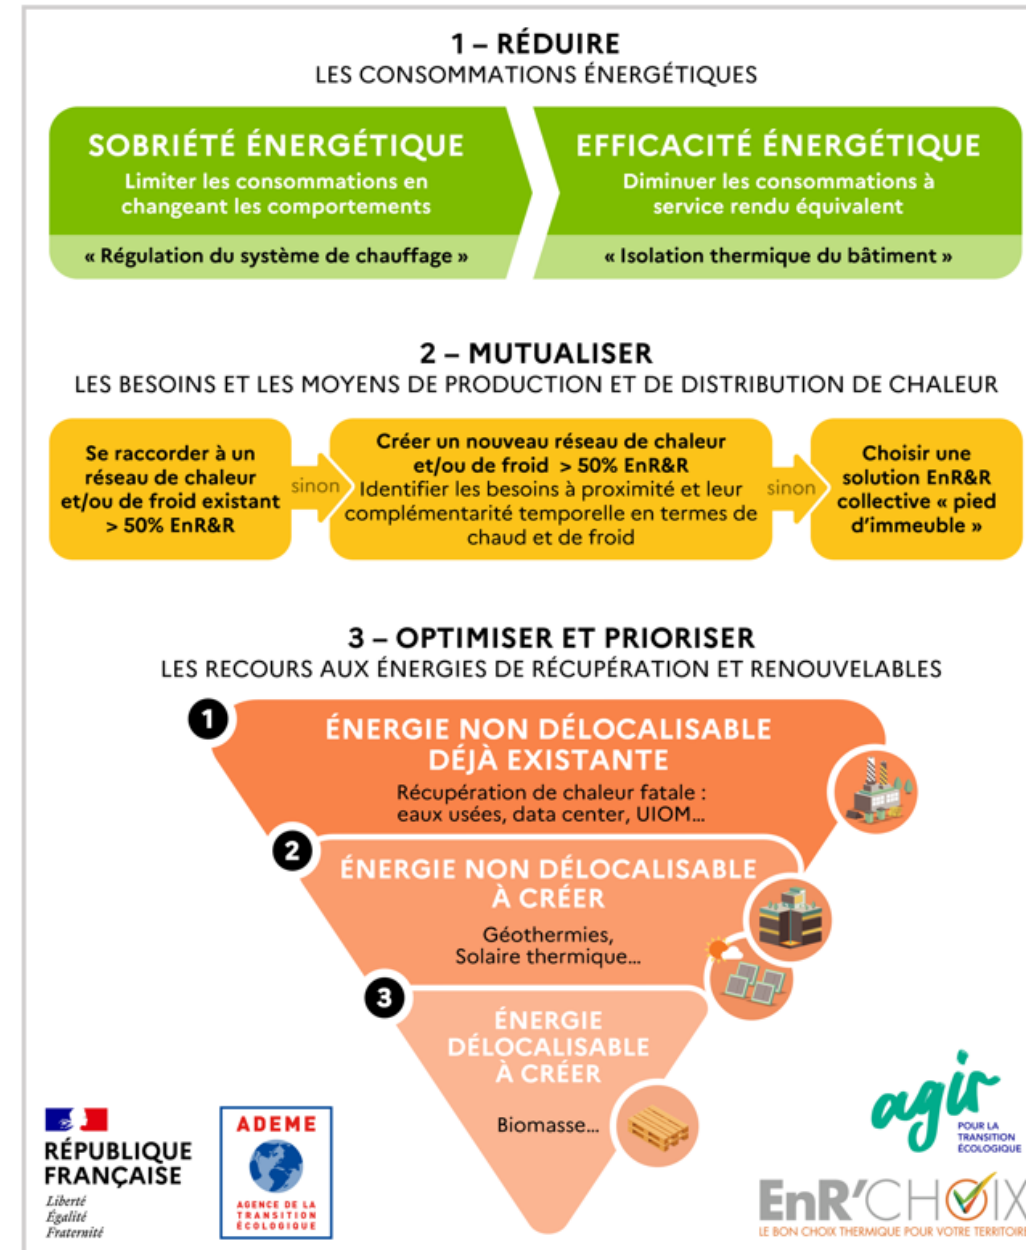 1 – RÉDUIRE
LES CONSOMMATIONS ÉNERGÉTIQUES
SOBRIÉTÉ ÉNERGÉTIQUE
Limiter les consommations en
changeant les comportements
« Régulation du système de chauffage »
EFFICACITÉ ÉNERGÉTIQUE
Diminuer les consommations à
service rendu équivalent
« Isolation thermique du bâtiment »
2 – MUTUALISER
LES BESOINS ET LES MOYENS DE PRODUCTION ET DE DISTRIBUTION DE CHALEUR
Se raccorder à un
réseau de chaleur
et/ou de froid existant
> 50% EnR&R
sinon
Créer un nouveau réseau de chaleur
et/ou de froid > 50% EnR&R
Identifier les besoins à proximité et leur
complémentarité temporelle en termes de
chaud et de froid
sinon
Choisir une
solution EnR&R
collective « pied
d’immeuble »
3 – OPTIMISER ET PRIORISER
LES RECOURS AUX ÉNERGIES DE RÉCUPÉRATION ET RENOUVELABLES
1
ÉNERGIE NON DÉLOCALISABLE
DÉJÀ EXISTANTE
Récupération de chaleur fatale :
eaux usées, data center, UIOM...
2
ÉNERGIE NON DÉLOCALISABLE
À CRÉER
Géothermies,
Solaire thermique...
3
ÉNERGIE
DÉLOCALISABLE
À CRÉER
Biomasse...
RÉPUBLIQUE
FRANÇAISE
Liberté
Égalité
Fraternité
ADEME
AGENCE DE LA
TRANSITION
ÉCOLOGIQUE
agir
POUR LA
TRANSITION
ÉCOLOGIQUE
EnR’CHOIX
LE BON CHOIX THERMIQUE POUR VOTRE TERRITOIRE